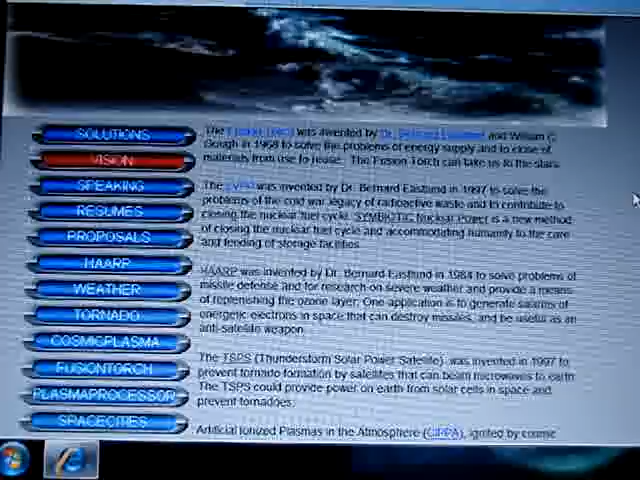 SOLUTIONS
VISION
SPEAKING
RESUMES
PROPOSALS
HAARP
WEATHER
TORNADO
COSMICPLASMA
FUSIONTORCH
PLASMAPROCESSOR
SPACECITIES
The Fusion Torch was invented by Dr. Bernard Eastlund and William C.
Gough in 1968 to solve the problems of energy supply and to close of
materials from use to reuse. The Fusion Torch can take us to the stars.
The was invented by Dr. Bernard Eastlund in 1997 to solve the
problems of the cold war legacy of radioactive waste and to contribute to
closing the nuclear fuel cycle. SYMBIOTIC Nuclear Power is a new method
of closing the nuclear fuel cycle and accommodating humanity to the care
and tending of storage facilities.
HAARP was invented by Dr. Bernard Eastlund in 1984 to solve problems of
missile defense and for research on severe weather and provide a means
of replenishing the ozone layer. One application is to generate streams of
energetic electrons in space that can destroy missiles, and be useful as an
anti-satellite weapon.
The TSPS (Thunderstorm Solar Power Satellite), was invented in 1997 to
prevent tornado formation by satellites that can beam microwaves to earth.
The TSPS could provide power on earth from solar cells in space and
prevent tornadoes.
Artificial Ionized Plasmas in the Atmosphere ignited by cosmic